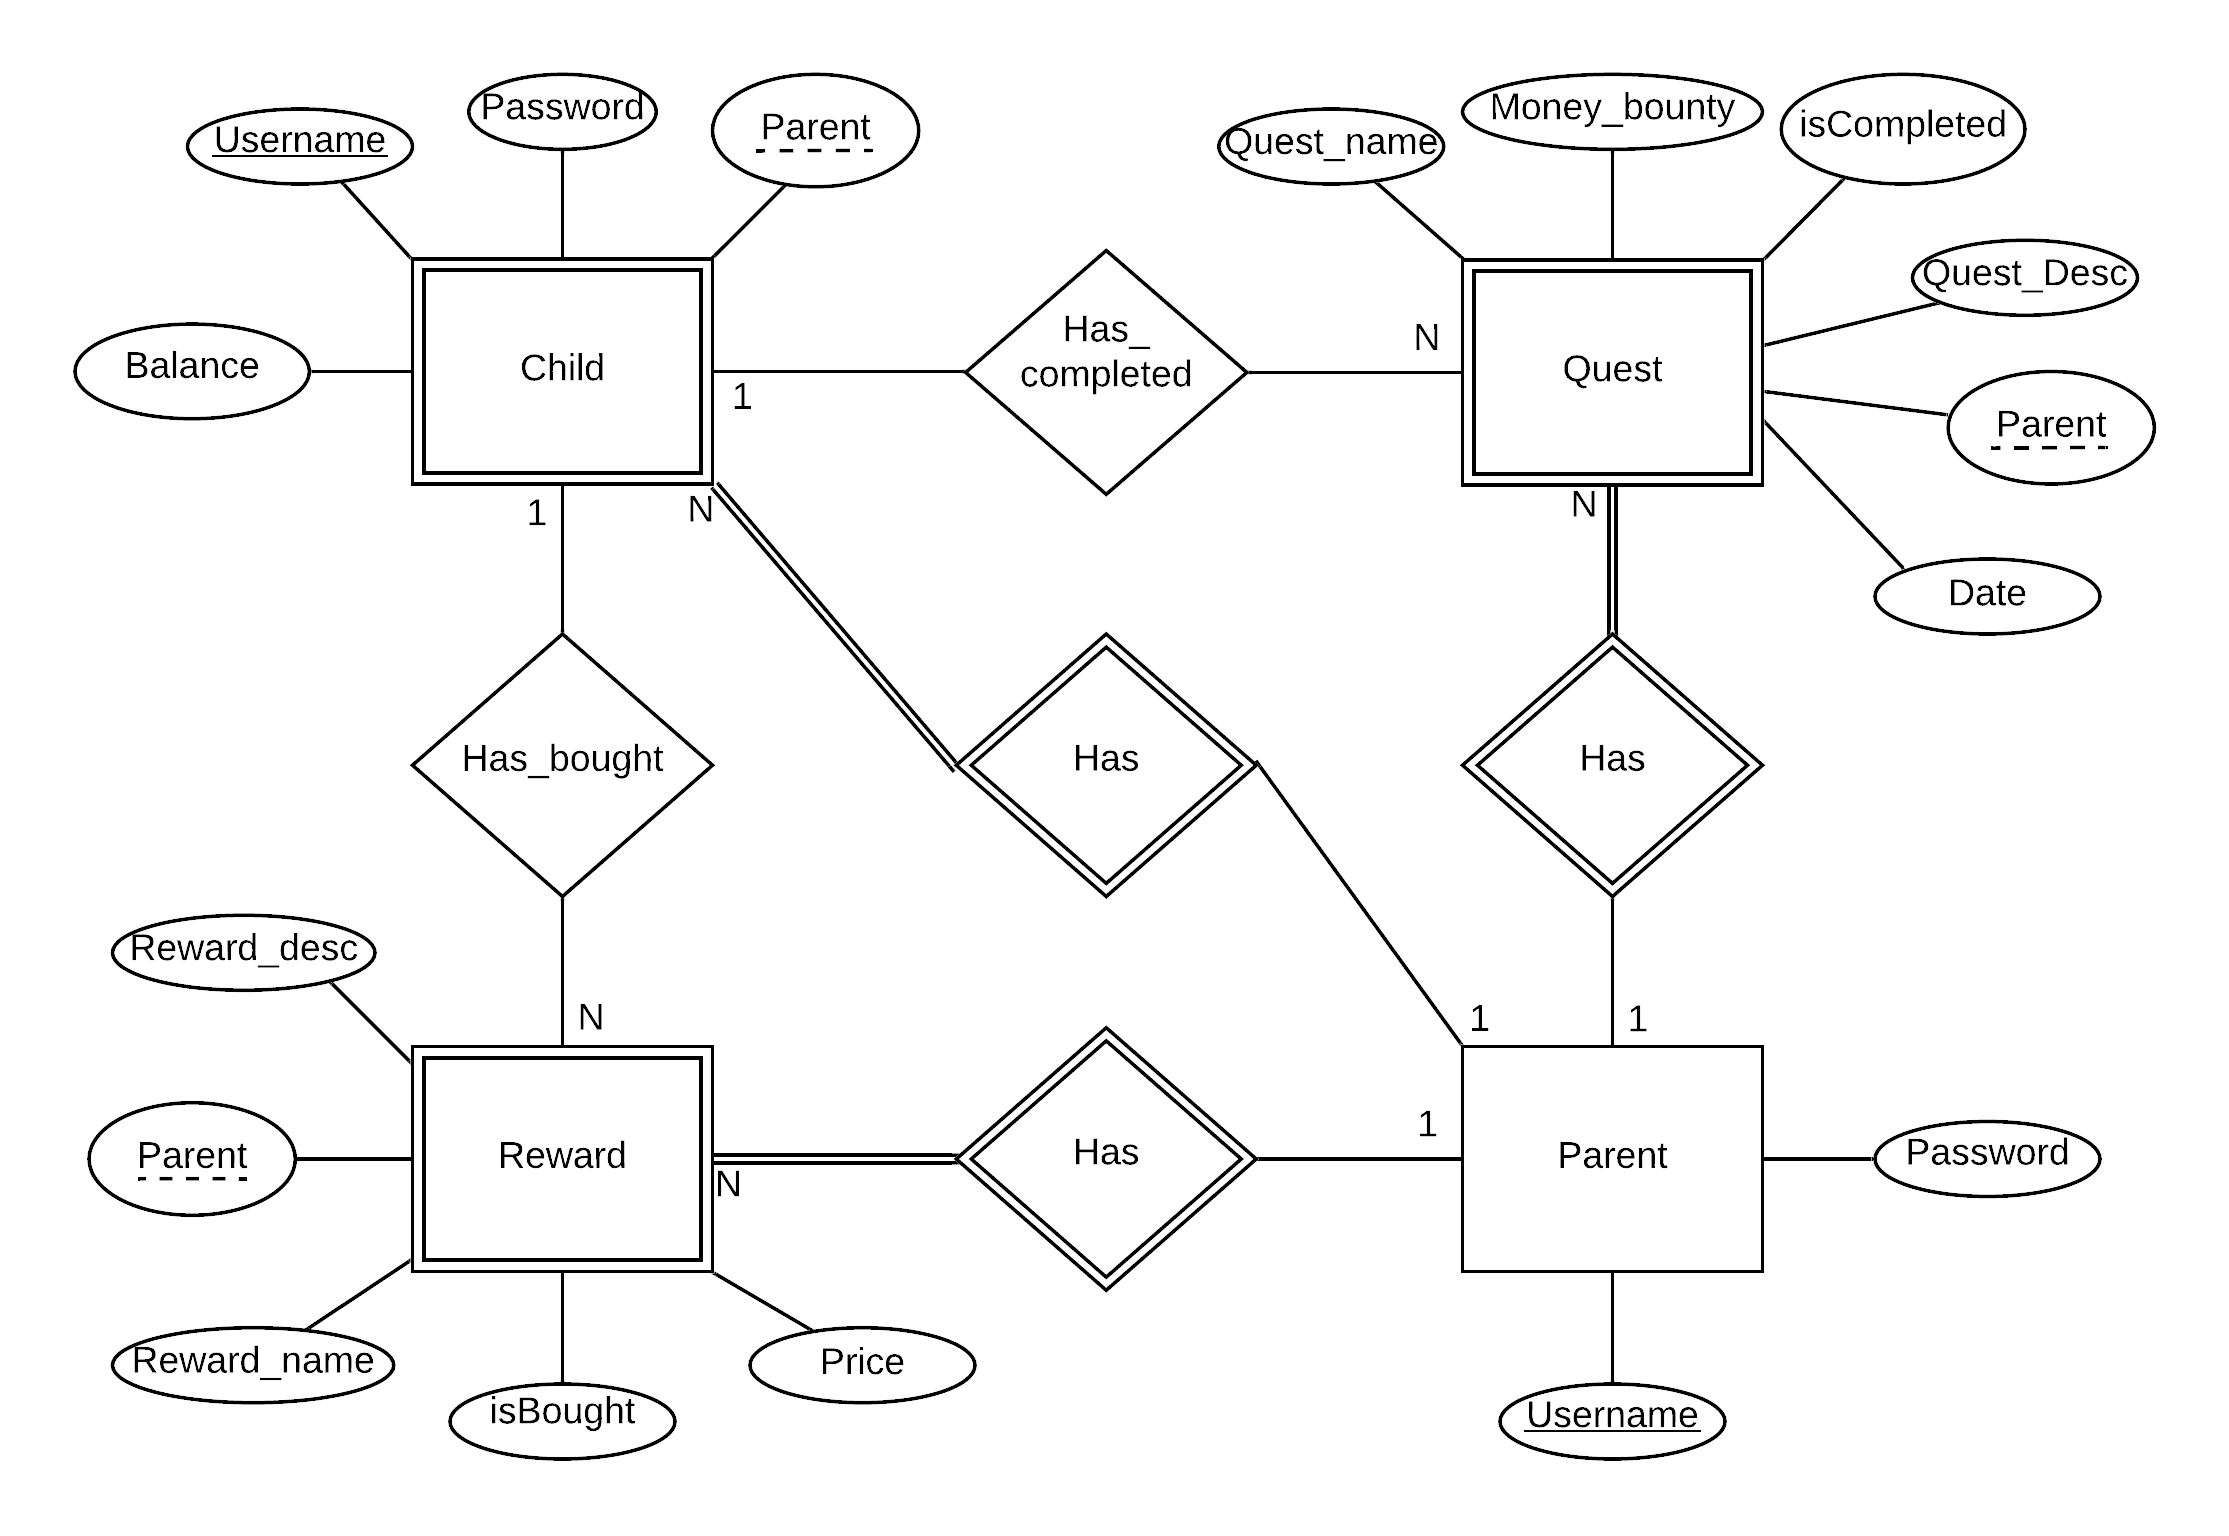 Password
Parent
Username
Money_bounty
isCompleted
Quest_name
Quest_Desc
Balance
Child
Has_
completed
1
N
Quest
Parent
1
N
N
Date
Has_bought
Has
Has
Reward_desc
N
1
1
Parent
Reward
N
Has
1
Parent
Password
Reward_name
isBought
Price
Username